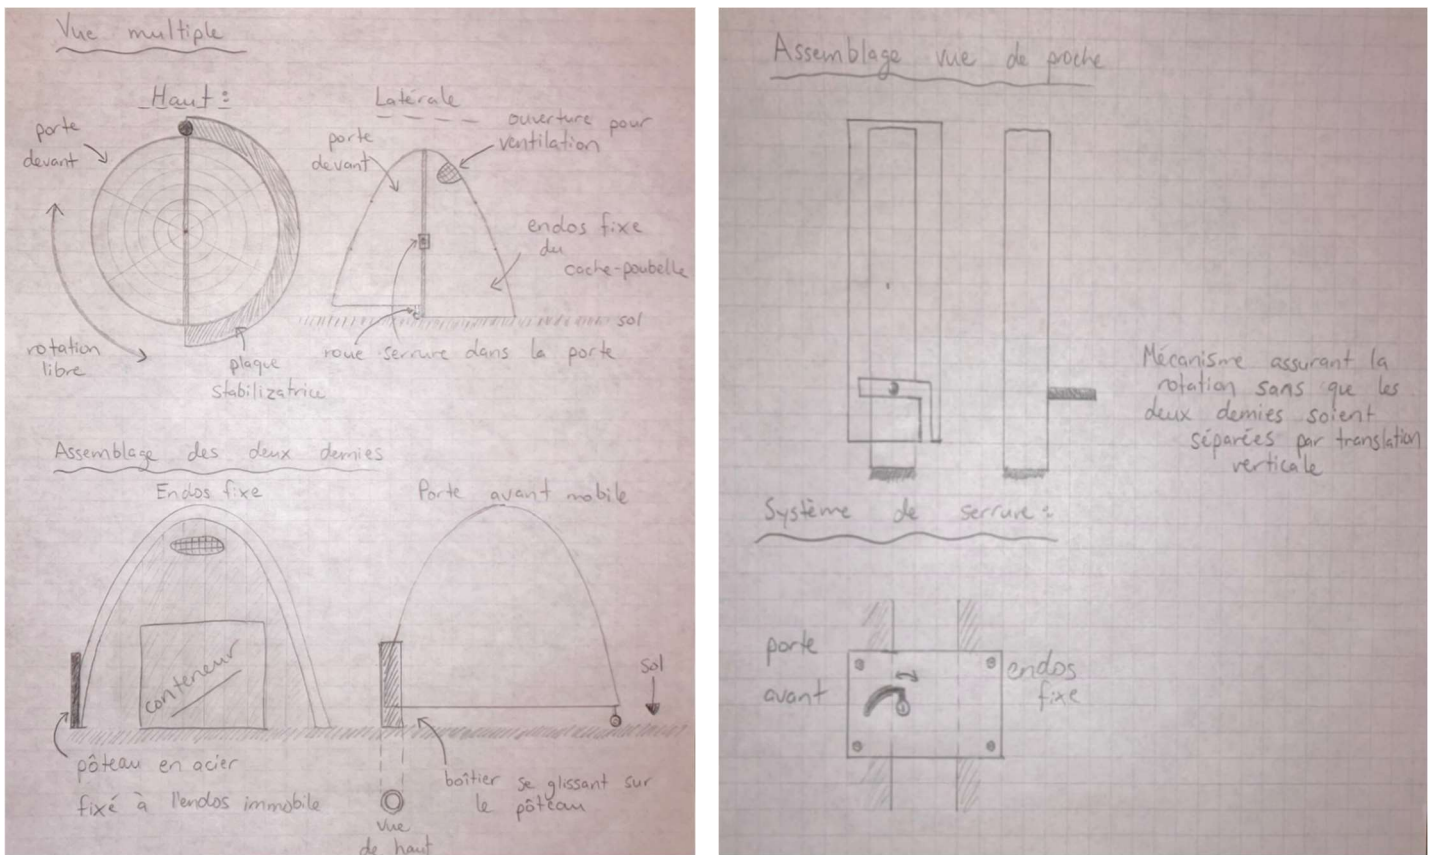 Vue multiple
Haut :
porte
devant
rotation
libre
plaque
stabilizatrice
Latérale
porte
devant
ouverture pour
ventilation
endos fixe
du
cache-poubelle
sol
roue serrure dans la porte
Assemblage des deux demies
Endos fixe
conteneur
pôteau en acier
fixé à l'endos immobile
Porte avant mobile
sol
boîtier se glissant sur
le pôteau
vue
de haut
Assemblage vue de proche
Mécanisme assurant la
rotation sans que les
deux demies soient
séparées par translation
verticale
Système de serrure :
porte
avant
endos
fixe